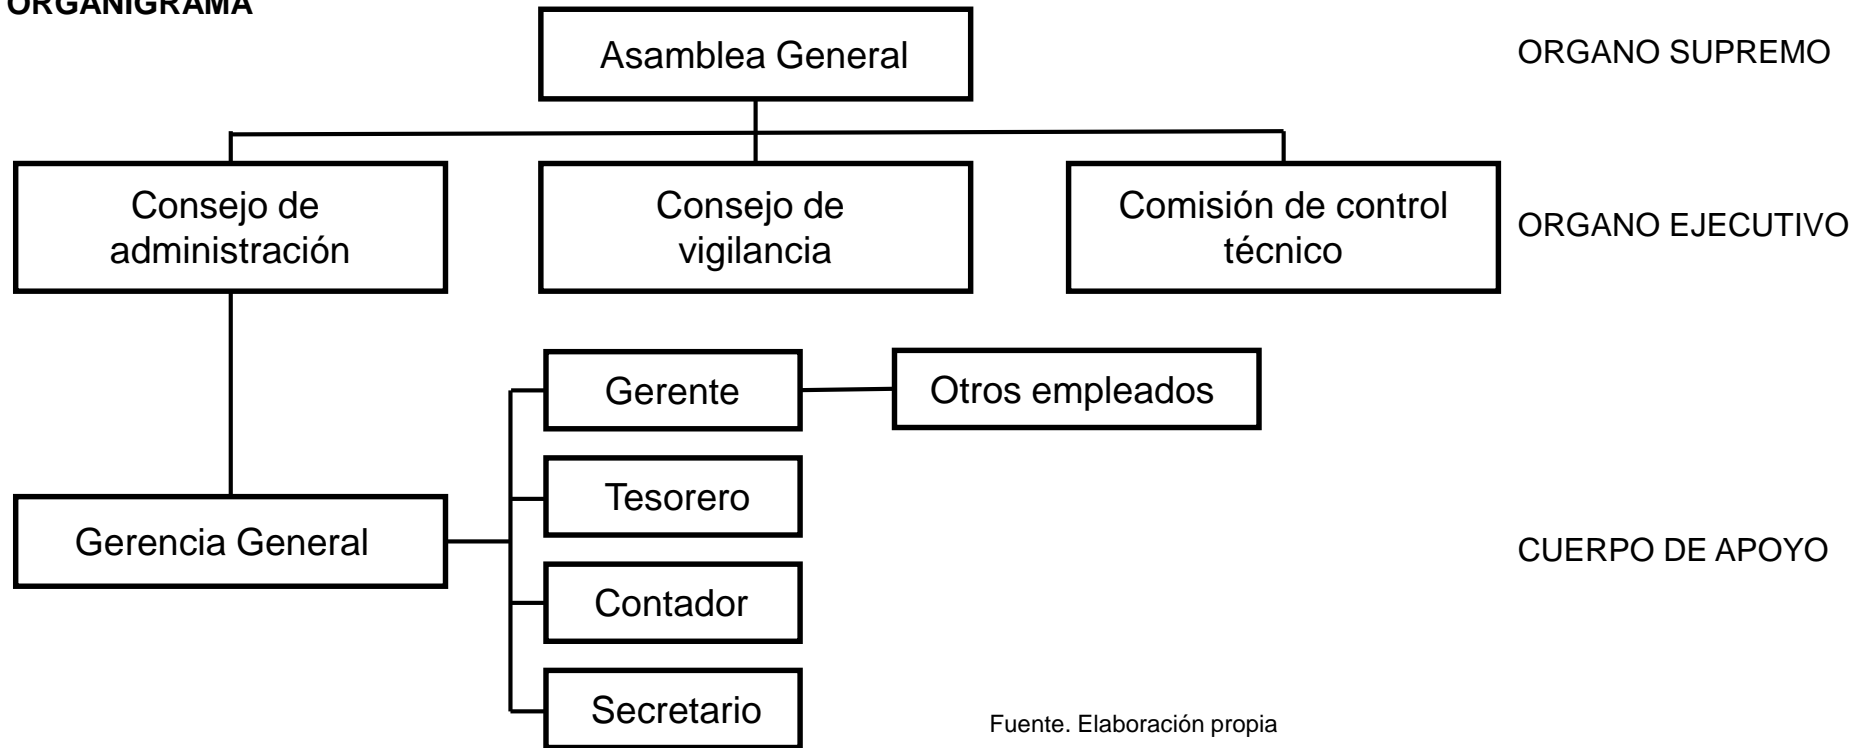 ORGANIGRAMA
Asamblea General
ORGANO SUPREMO
Consejo de
administración
Consejo de
vigilancia
Comisión de control
técnico
ORGANO EJECUTIVO
Gerente
Otros empleados
Tesorero
Gerencia General
CUERPO DE APOYO
Contador
Secretario
Fuente. Elaboración propia